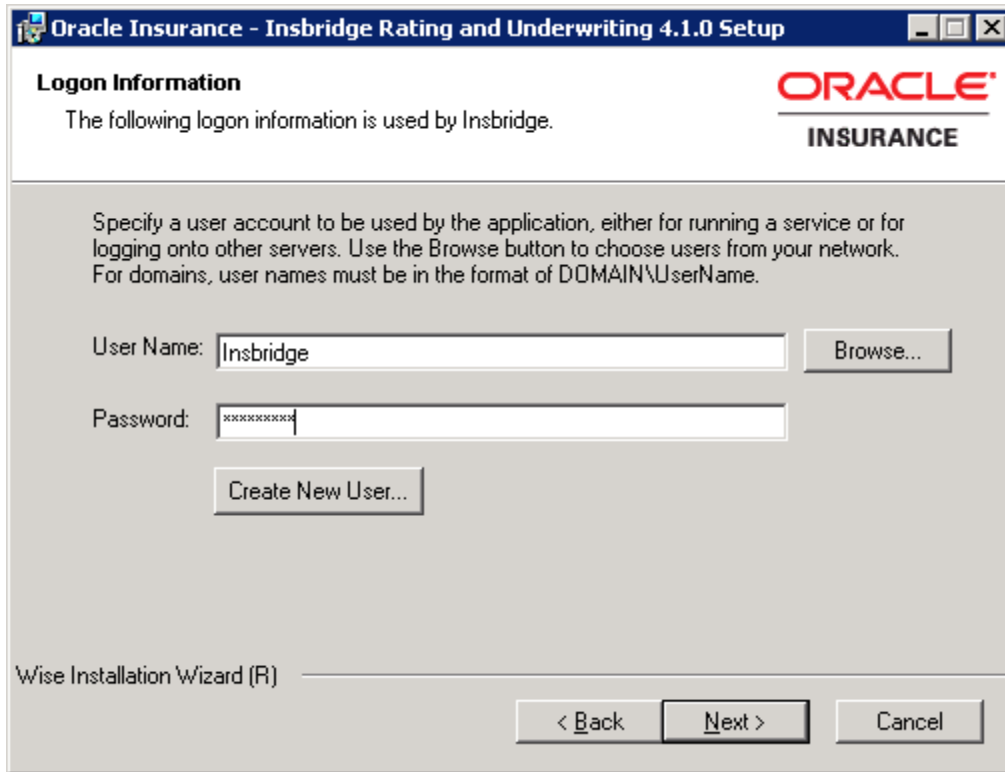 Oracle Insurance - Insbridge Rating and Underwriting 4.1.0 Setup
Logon Information
The following logon information is used by Insbridge.
ORACLE
INSURANCE
Specify a user account to be used by the application, either for running a service or for
logging onto other servers. Use the Browse button to choose users from your network.
For domains, user names must be in the format of DOMAIN\UserName.
User Name: Insbridge Browse...
Password: *********
Create New User...
Wise Installation Wizard (R)
< Back Next > Cancel